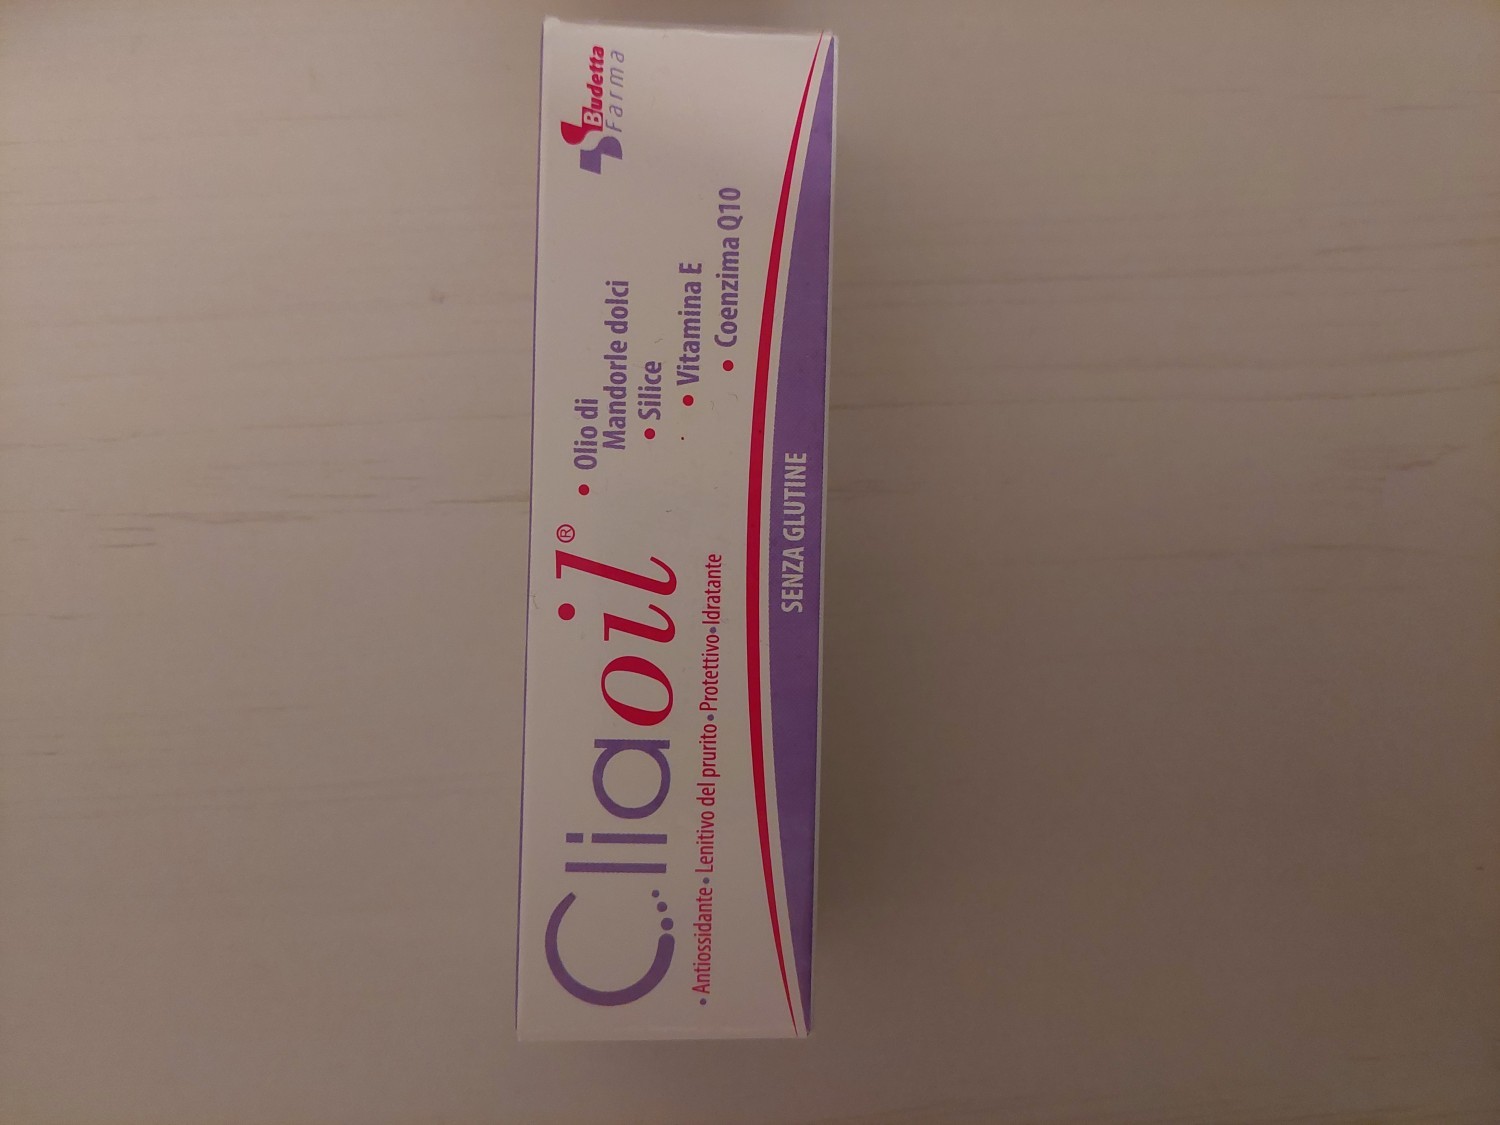 Cliaoil®
• Antiossidante • Lenitivo del prurito • Protettivo • Idratante
• Olio di
Mandorle dolci
• Silice
• Vitamina E
• Coenzima Q10
Budetta
Farma
SENZA GLUTINE